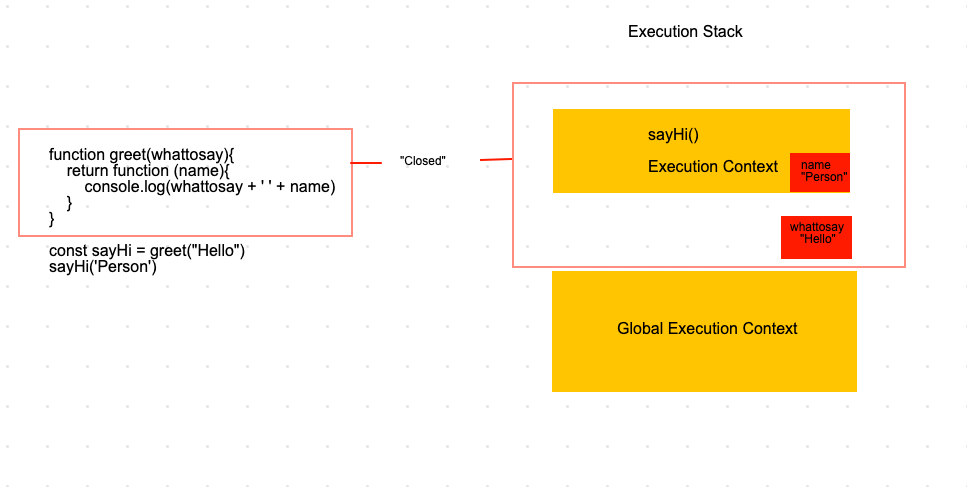 Execution Stack
function greet(whattosay){
return function (name){
console.log(whattosay + ' ' + name)
}
}
const sayHi = greet("Hello")
sayHi('Person')
"Closed"
sayHi()
Execution Context
name
"Person"
whattosay
"Hello"
Global Execution Context